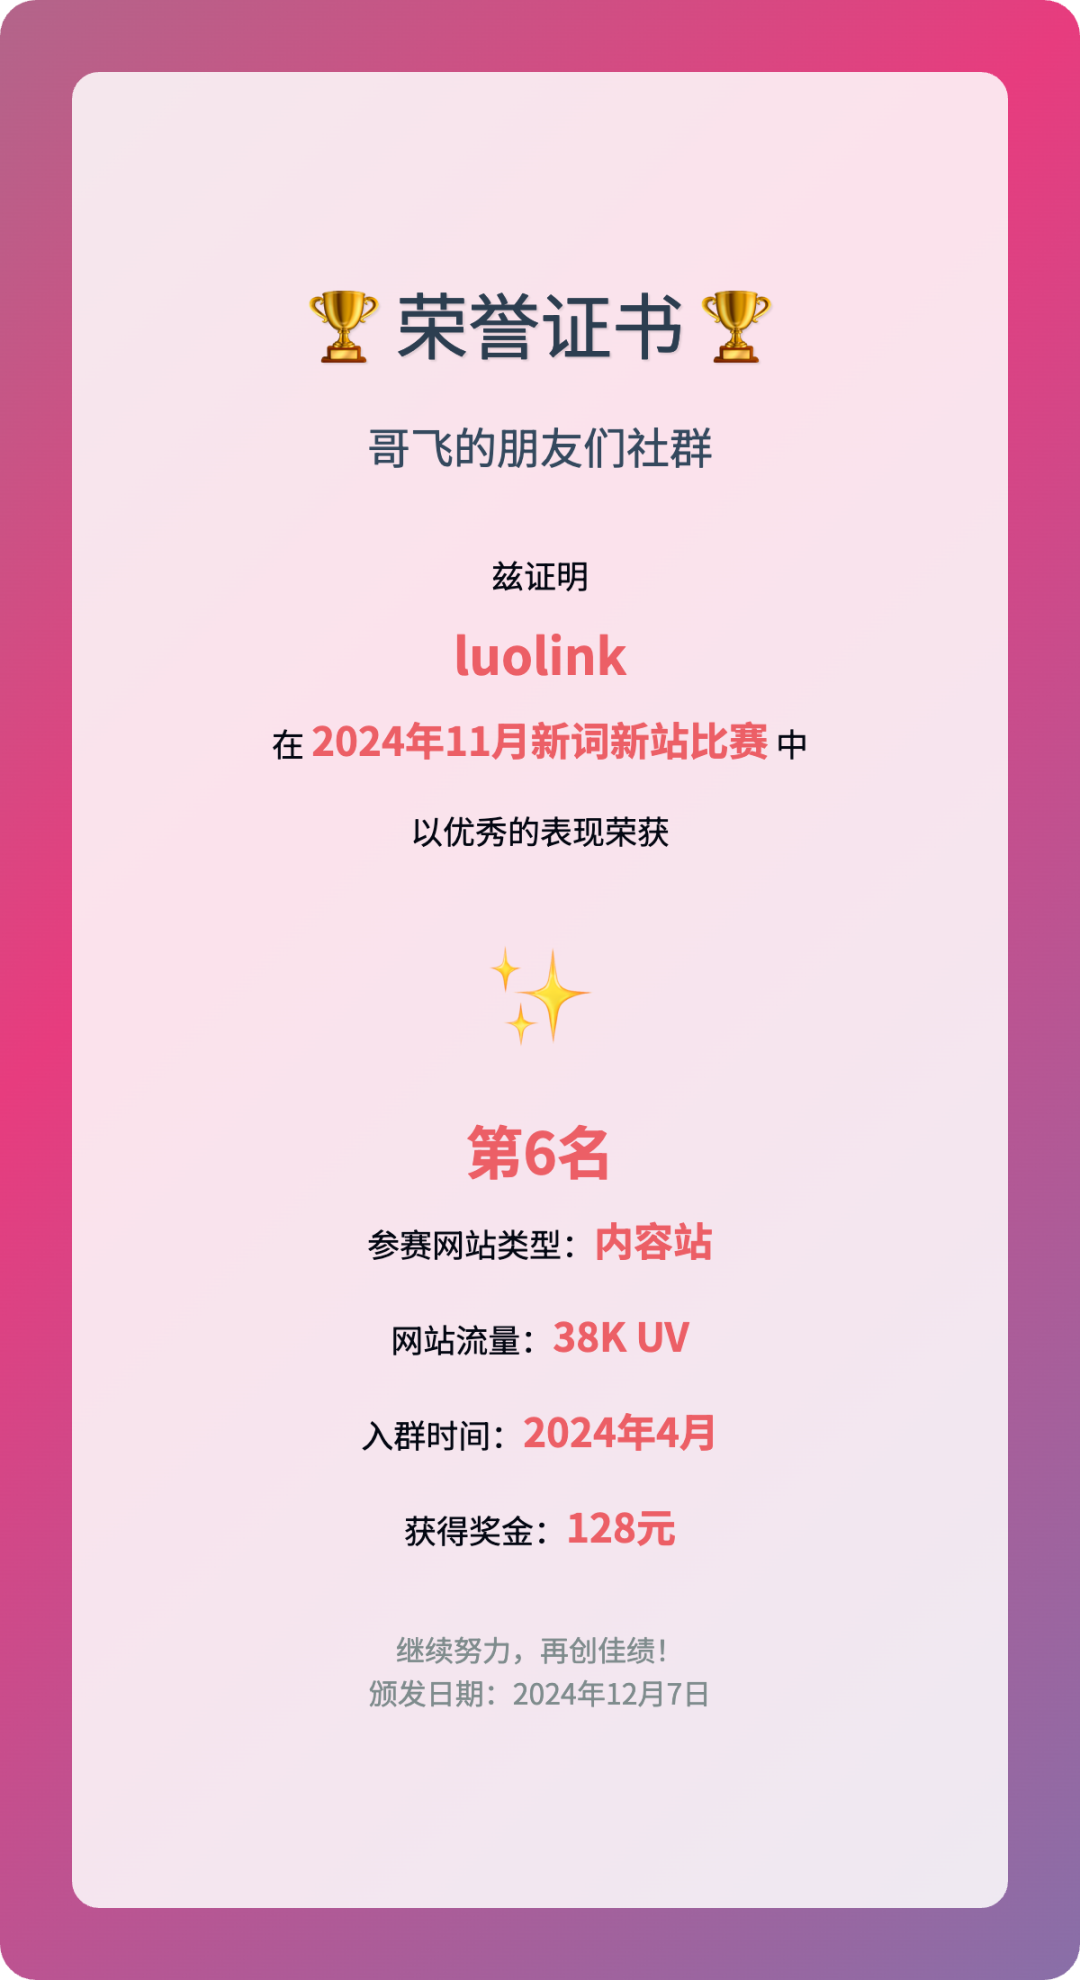 🏆 荣誉证书 🏆
哥飞的朋友们社群
兹证明
luolink
在 2024年11月新词新站比赛 中
以优秀的表现荣获
✨
第6名
参赛网站类型：内容站
网站流量：38K UV
入群时间：2024年4月
获得奖金：128元
继续努力，再创佳绩！
颁发日期：2024年12月7日